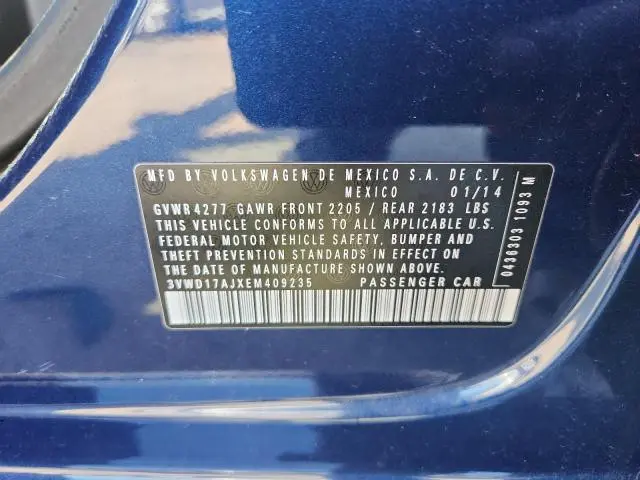 MFD BY VOLKSWAGEN DE MEXICO S.A. DE C.V.
MEXICO 01/14
GVWR 4277 GAWR FRONT 2205 / REAR 2183 LBS
THIS VEHICLE CONFORMS TO ALL APPLICABLE U.S.
FEDERAL MOTOR VEHICLE SAFETY, BUMPER AND
THEFT PREVENTION STANDARDS IN EFFECT ON
THE DATE OF MANUFACTURE SHOWN ABOVE.
3VWD17AJXEM409235 PASSENGER CAR
0436303 1093 M